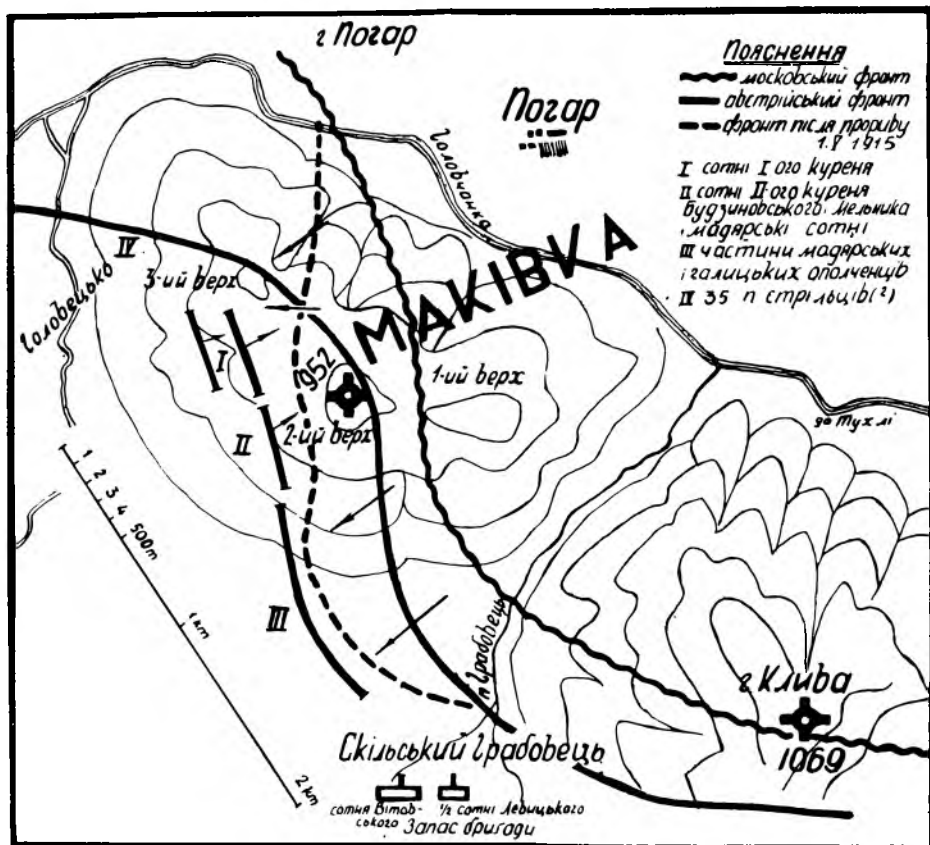 г Погар
Погар
Пояснення
московський фронт
австрійський фронт
фронт після прориву
1.V 1915
I сотні I ого куреня
II сотні II-ого куреня
Будзиновського. Мельника
і мадярські сотні
III частини мадярських
і галицьких ополченців
IV 35 п стрільців(?)
Головчанка
МАКІВКА
IV
3-ий верх
Головецько
I
952
2-ий верх
1-ий верх
II
до Тухлі
1 2 3 4 500m
1 km
2 km
III
п Грабовець
г. Клива
1069
Скільський Грабовець
сотня Вітов-
ського
½ сотні Левицького
Запас бригади